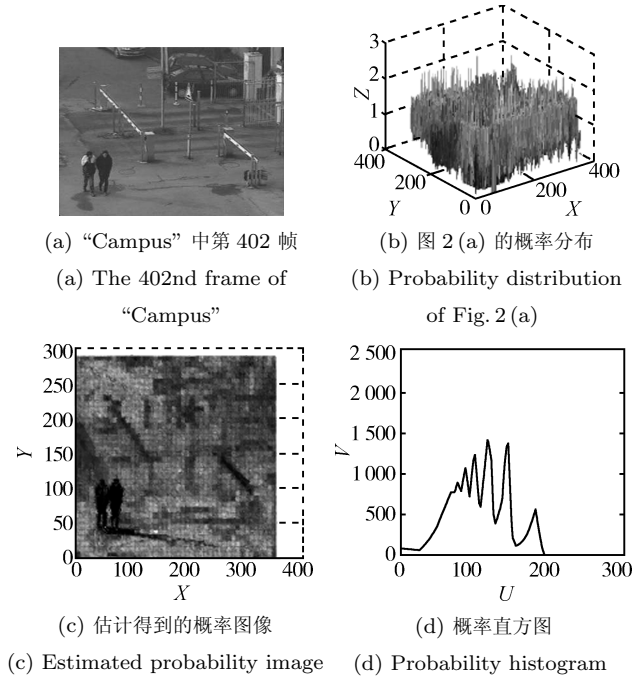 3
2
1
0
Z
400
200
0
Y
0
200
400
X
(a) “Campus” 中第 402 帧
(b) 图 2 (a) 的概率分布
(a) The 402nd frame of
“Campus”
(b) Probability distribution
of Fig. 2 (a)
300
250
200
150
100
50
0
Y
0 100 200 300 400
X
2 500
2 000
1 500
1 000
500
0
V
0 100 200 300
U
(c) 估计得到的概率图像
(d) 概率直方图
(c) Estimated probability image
(d) Probability histogram